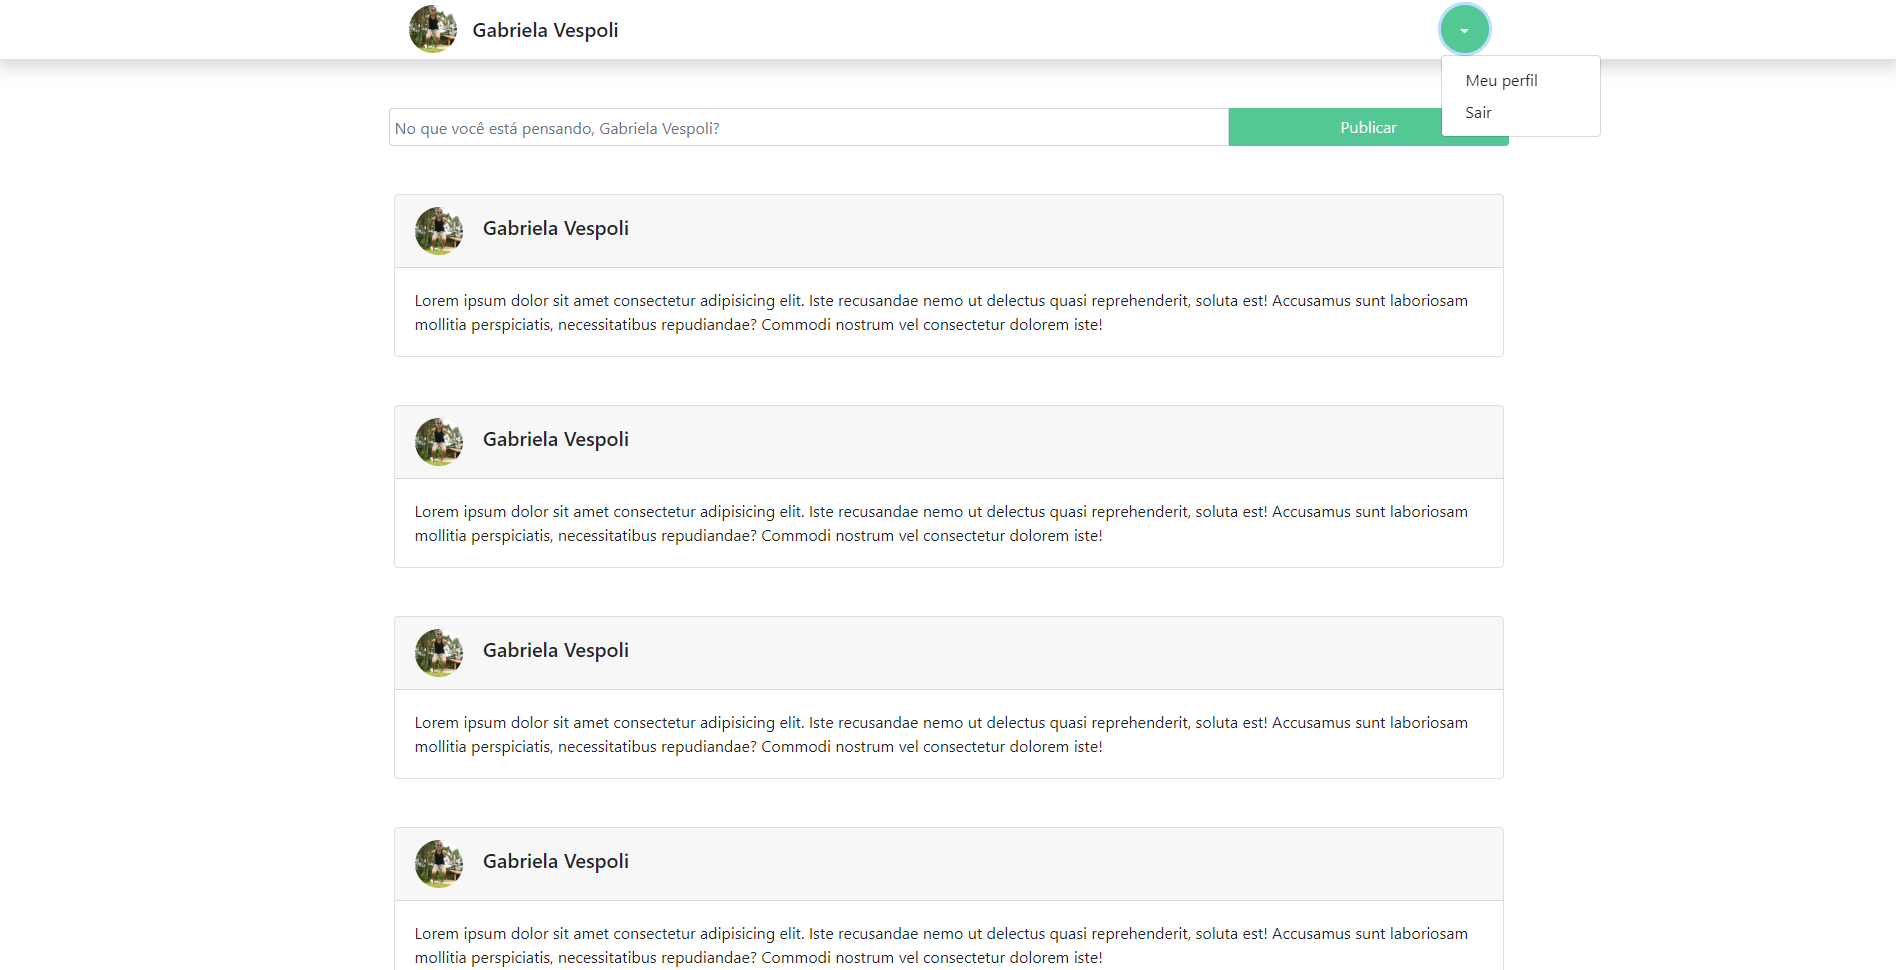 Gabriela Vespoli
Meu perfil
Sair
No que você está pensando, Gabriela Vespoli?
Publicar
Gabriela Vespoli
Lorem ipsum dolor sit amet consectetur adipisicing elit. Iste recusandae nemo ut delectus quasi reprehenderit, soluta est! Accusamus sunt laboriosam
mollitia perspiciatis, necessitatibus repudiandae? Commodi nostrum vel consectetur dolorem iste!
Gabriela Vespoli
Lorem ipsum dolor sit amet consectetur adipisicing elit. Iste recusandae nemo ut delectus quasi reprehenderit, soluta est! Accusamus sunt laboriosam
mollitia perspiciatis, necessitatibus repudiandae? Commodi nostrum vel consectetur dolorem iste!
Gabriela Vespoli
Lorem ipsum dolor sit amet consectetur adipisicing elit. Iste recusandae nemo ut delectus quasi reprehenderit, soluta est! Accusamus sunt laboriosam
mollitia perspiciatis, necessitatibus repudiandae? Commodi nostrum vel consectetur dolorem iste!
Gabriela Vespoli
Lorem ipsum dolor sit amet consectetur adipisicing elit. Iste recusandae nemo ut delectus quasi reprehenderit, soluta est! Accusamus sunt laboriosam
mollitia perspiciatis, necessitatibus repudiandae? Commodi nostrum vel consectetur dolorem iste!